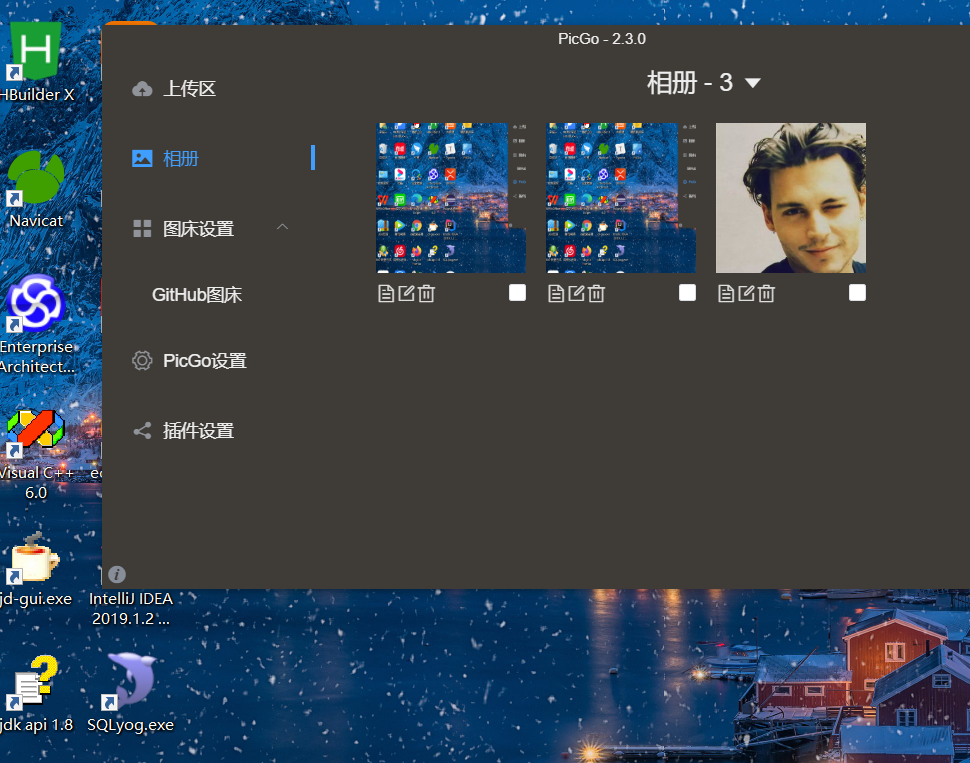 PicGo - 2.3.0
相册 - 3
上传区
相册
图床设置
GitHub图床
PicGo设置
插件设置
HBuilder X
Navicat
Enterprise
Architect...
Visual C++
6.0
jd-gui.exe
IntelliJ IDEA
2019.1.2 ...
jdk api 1.8
SQLyog.exe